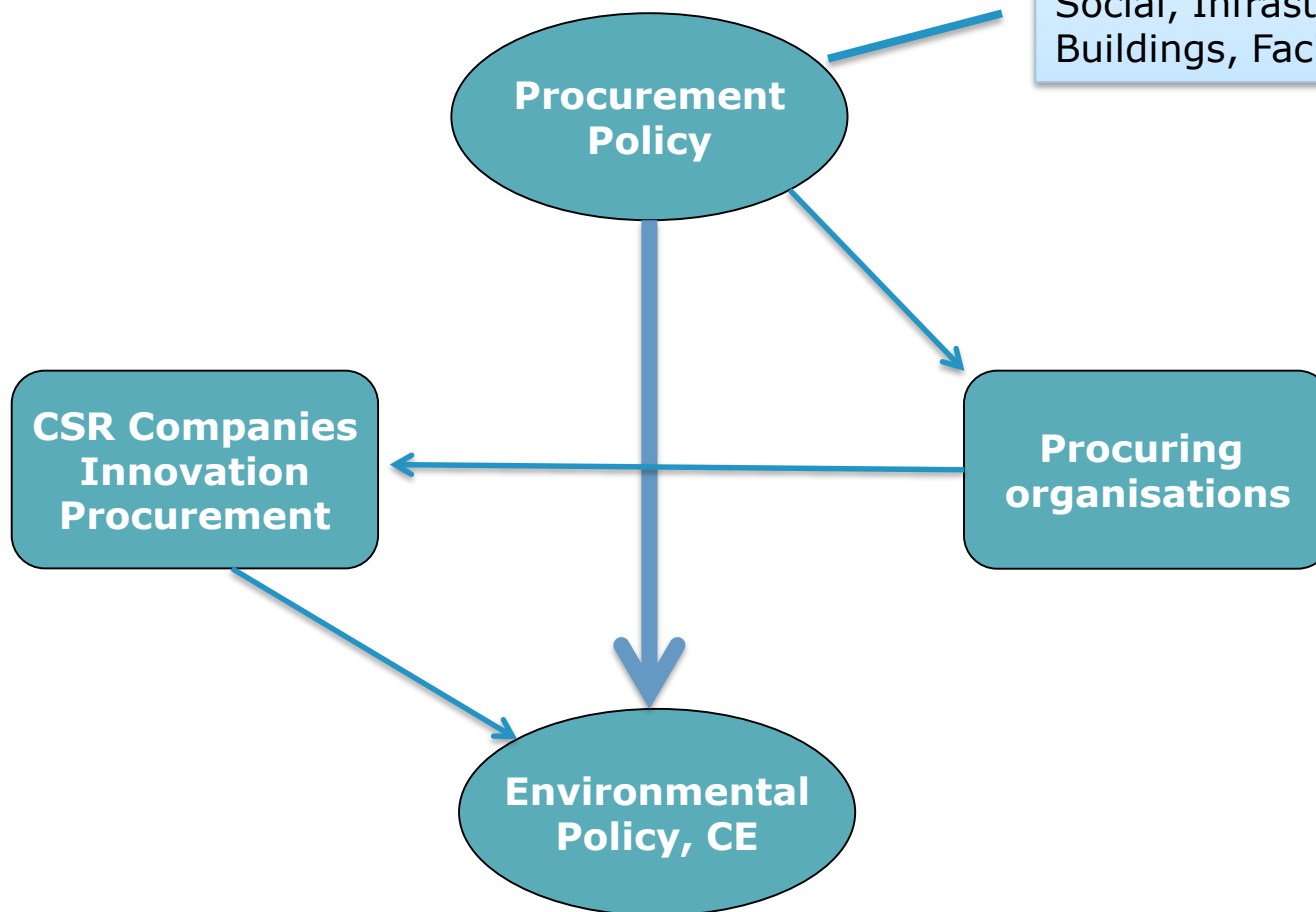 Social,
Buildings,
Procurement
Policy
CSR Companies
Innovation
Procurement
Procuring
organisations
Environmental
Policy, CE